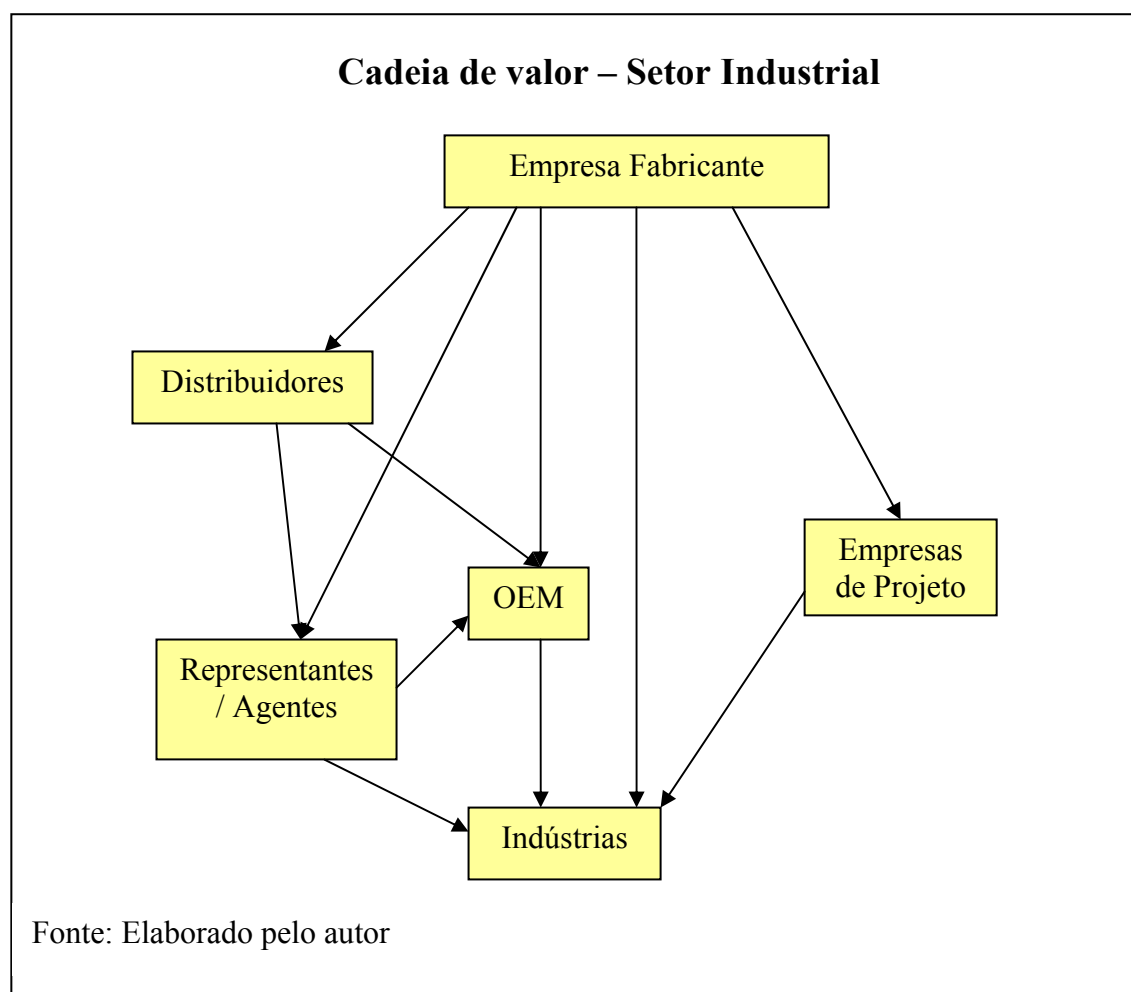 Cadeia de valor – Setor Industrial
Empresa Fabricante
Distribuidores
Empresas
de Projeto
OEM
Representantes
/ Agentes
Indústrias
Fonte: Elaborado pelo autor